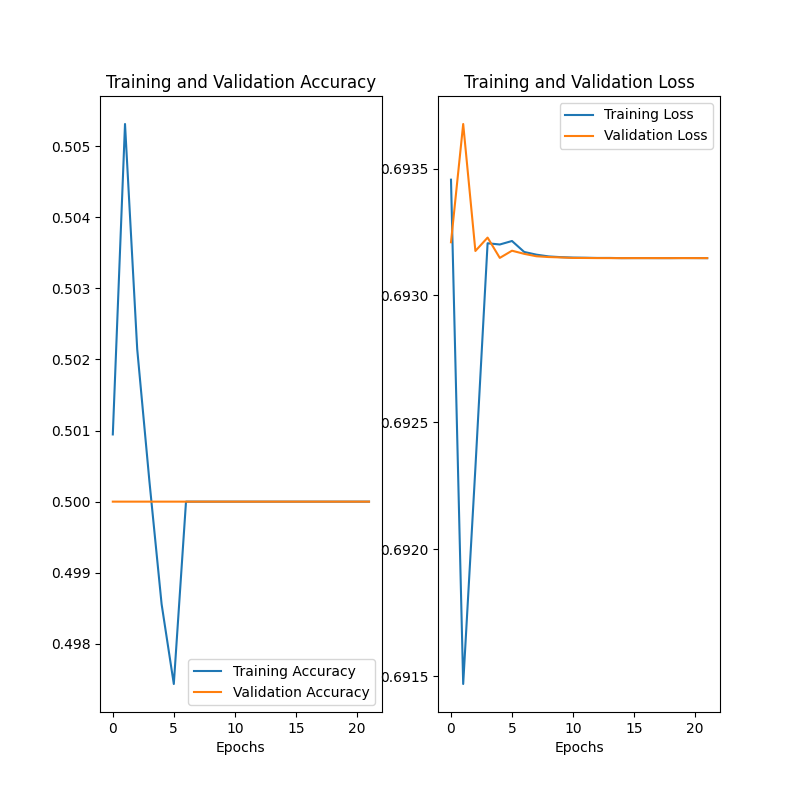 Training and Validation Accuracy
0.505
0.504
0.503
0.502
0.501
0.500
0.499
0.498
Training Accuracy
Validation Accuracy
0 5 10 15 20
Epochs
Training and Validation Loss
Training Loss
Validation Loss
0.6935
0.6930
0.6925
0.6920
0.6915
0 5 10 15 20
Epochs